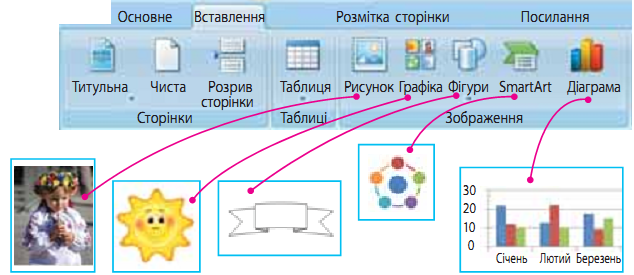 Основне Вставлення Розмітка сторінки Посилання
Титульна Чиста Розрив сторінки Таблиця Рисунок Графіка Фігури SmartArt Діаграма
Сторінки Таблиці Зображення
30
20
10
0
Січень Лютий Березень